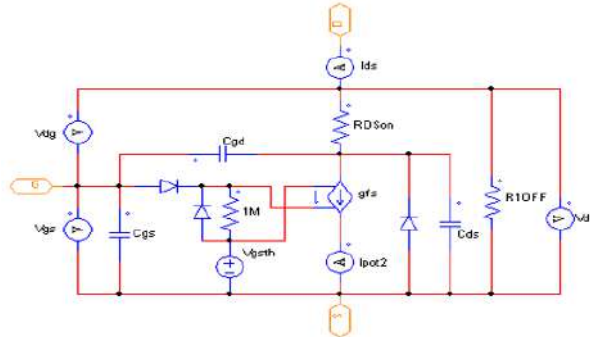 D
Ids
Vdg
Cgd
RDSon
G
gfs
1M
R1OFF
Vgs
Cgs
Cds
Vd
Vgsth
Ipot2
S